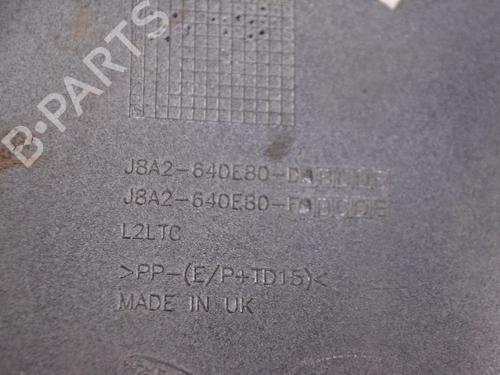 B-PARTS
J8A2-640E80-
J8A2-640E80-
L2LTC
>PP-(E/P+TD15)<
MADE IN UK